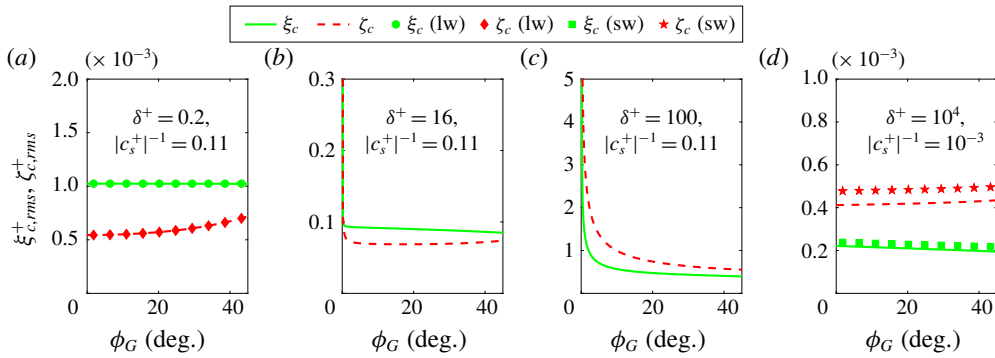 ξc ζc ξc (lw) ζc (lw) ξc (sw) ζc (sw)
(a) (× 10⁻³) (b) (c) (d) (× 10⁻³)
ξ⁺c,rms, ζ⁺c,rms
2.0
1.5
1.0
0.5
0 20 40
δ⁺ = 0.2,
|cs⁺|⁻¹ = 0.11
ϕG (deg.)
0.3
0.2
0.1
0 20 40
δ⁺ = 16,
|cs⁺|⁻¹ = 0.11
ϕG (deg.)
5
4
3
2
1
0 20 40
δ⁺ = 100,
|cs⁺|⁻¹ = 0.11
ϕG (deg.)
1.0
0.8
0.6
0.4
0.2
0 20 40
δ⁺ = 10⁴,
|cs⁺|⁻¹ = 10⁻³
ϕG (deg.)